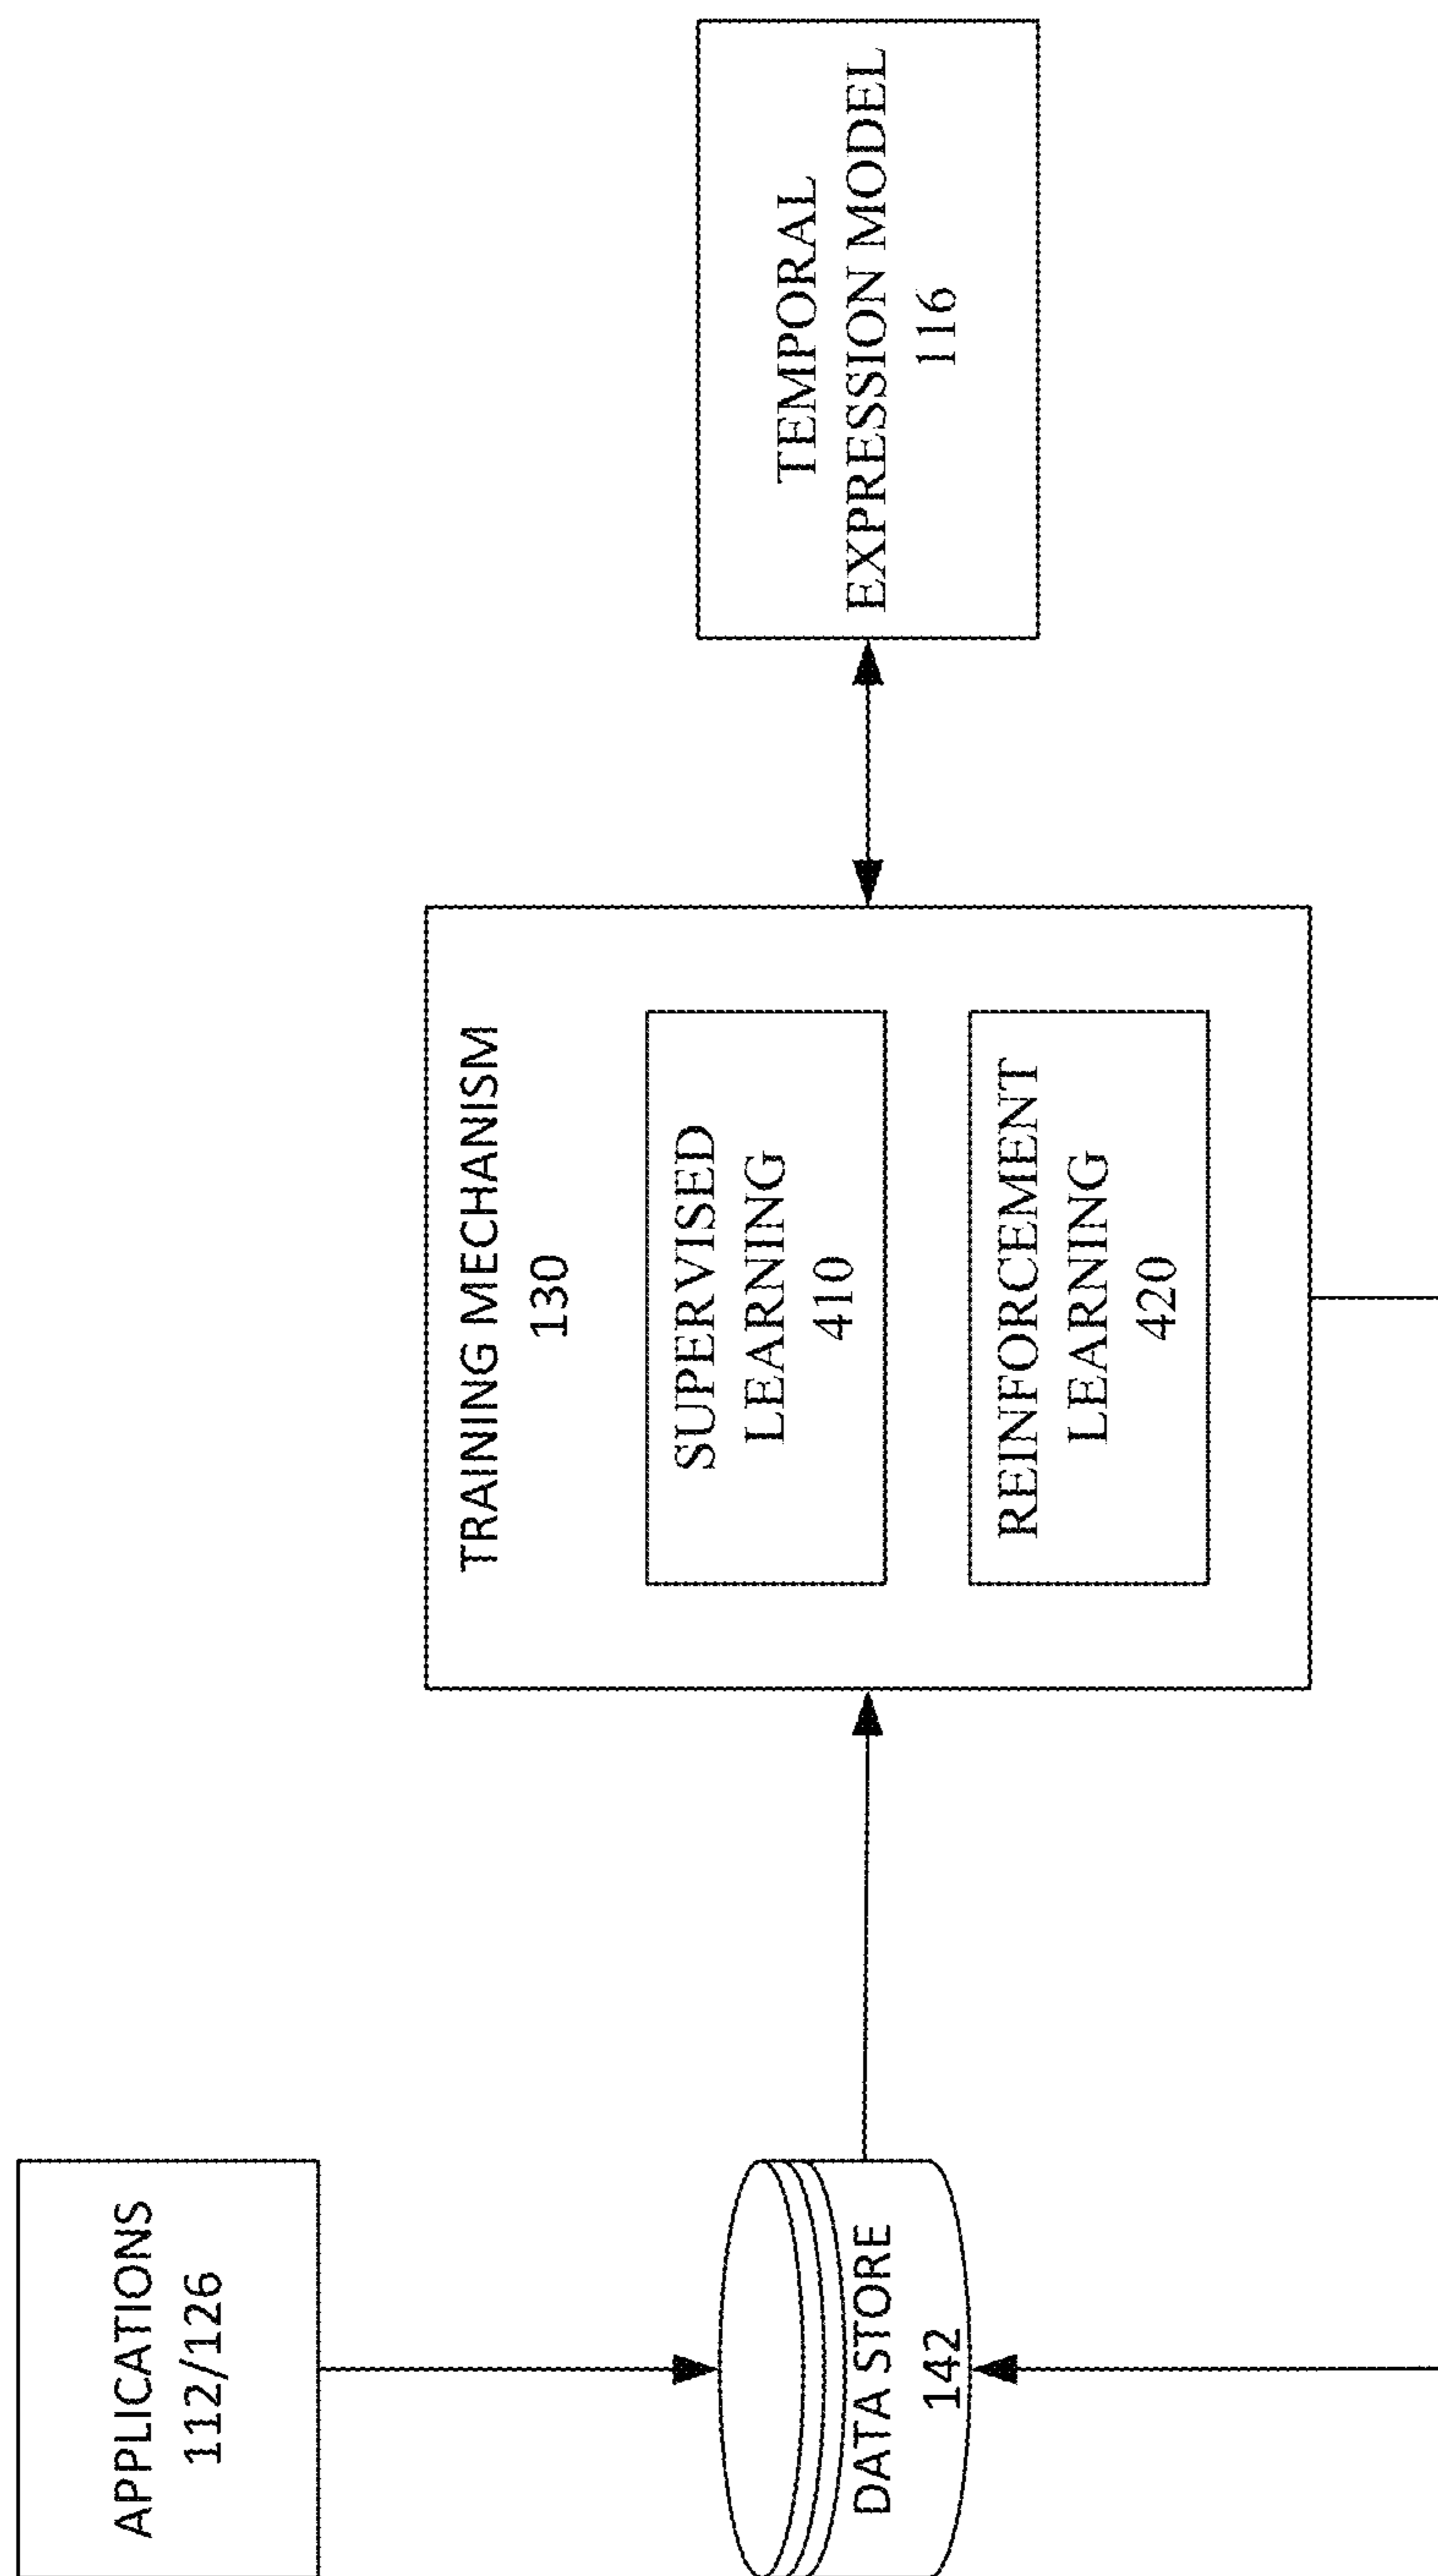 APPLICATIONS
112/126
DATA STORE
142
TRAINING MECHANISM
130
SUPERVISED
LEARNING
410
REINFORCEMENT
LEARNING
420
TEMPORAL
EXPRESSION MODEL
116